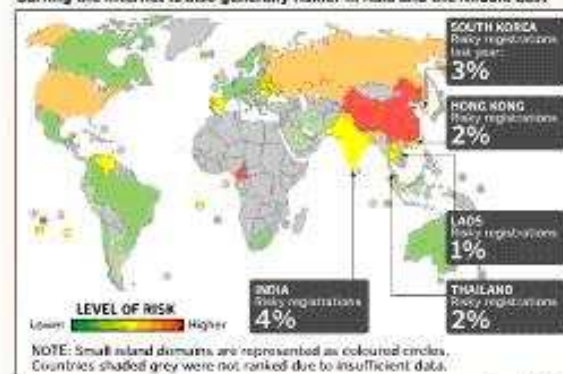 Surfing the internet is also generally riskier in Asia and the Middle East
SOUTH KOREA
Risky registrations
last year:
3%
HONG KONG
Risky registrations
2%
LAOS
Risky registrations
1%
THAILAND
Risky registrations
2%
INDIA
Risky registrations
4%
LEVEL OF RISK
Lower
Higher
NOTE: Small island domains are represented as coloured circles.
Countries shaded grey were not ranked due to insufficient data.